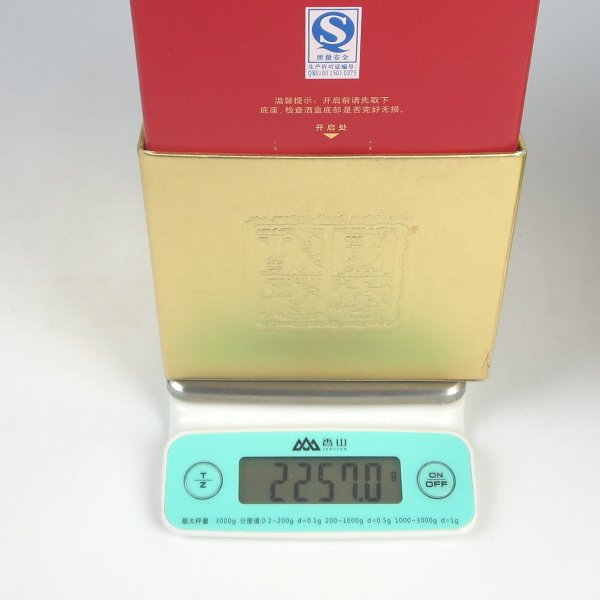 S
质量安全
生产许可证编号:
QS5100 1501 0375
温馨提示：开启前请先取下
底座、检查酒盒底部是否完好无损。
开启处
香山
SENSSUN
T
Z
2257.0 g
ON
OFF
最大秤量：3000g 分度值:0.2~200g d=0.1g 200~1000g d=0.5g 1000~3000g d=1g